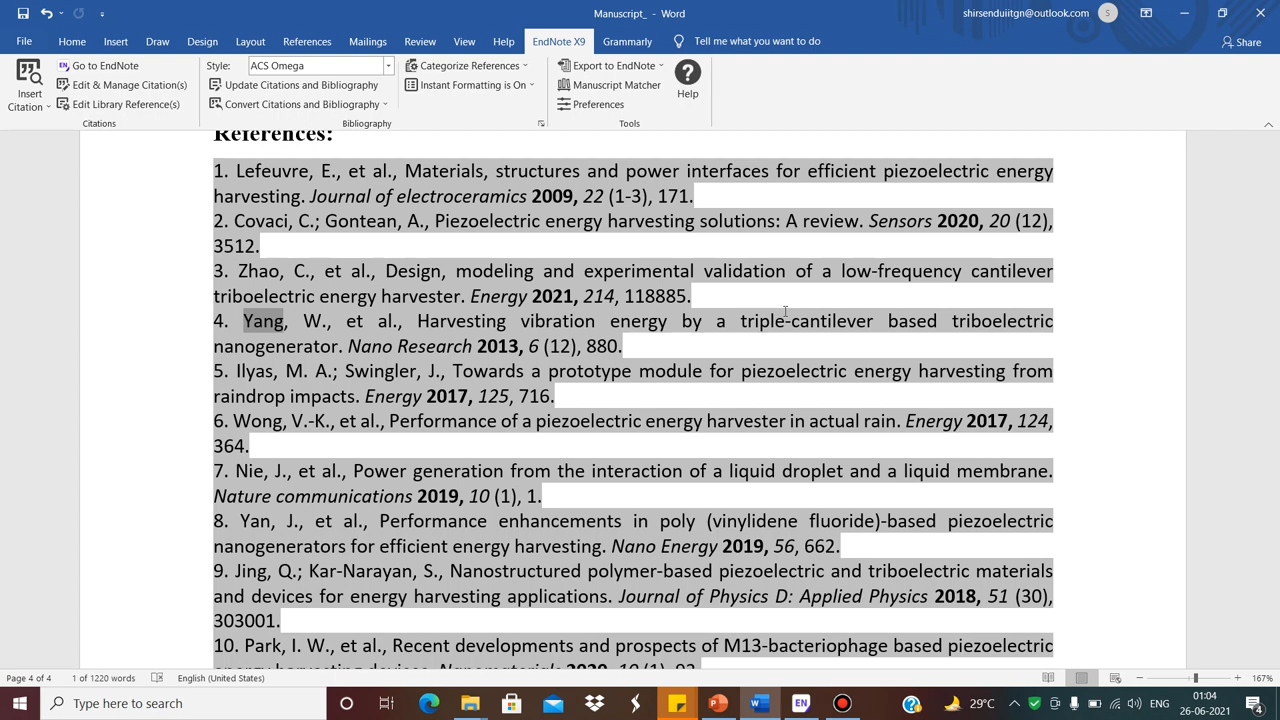 Manuscript_ - Word
shirsenduiitgn@outlook.com
S
File Home Insert Draw Design Layout References Mailings Review View Help EndNote X9 Grammarly Tell me what you want to do Share
Insert Citation
EN Go to EndNote
Edit & Manage Citation(s)
Edit Library Reference(s)
Citations
Style: ACS Omega
Update Citations and Bibliography
Convert Citations and Bibliography
Categorize References
Instant Formatting is On
Bibliography
Export to EndNote
Manuscript Matcher
Preferences
Help
Tools
References:
1. Lefeuvre, E., et al., Materials, structures and power interfaces for efficient piezoelectric energy
harvesting. Journal of electroceramics 2009, 22 (1-3), 171.
2. Covaci, C.; Gontean, A., Piezoelectric energy harvesting solutions: A review. Sensors 2020, 20 (12),
3512.
3. Zhao, C., et al., Design, modeling and experimental validation of a low-frequency cantilever
triboelectric energy harvester. Energy 2021, 214, 118885.
4. Yang, W., et al., Harvesting vibration energy by a triple-cantilever based triboelectric
nanogenerator. Nano Research 2013, 6 (12), 880.
5. Ilyas, M. A.; Swingler, J., Towards a prototype module for piezoelectric energy harvesting from
raindrop impacts. Energy 2017, 125, 716.
6. Wong, V.-K., et al., Performance of a piezoelectric energy harvester in actual rain. Energy 2017, 124,
364.
7. Nie, J., et al., Power generation from the interaction of a liquid droplet and a liquid membrane.
Nature communications 2019, 10 (1), 1.
8. Yan, J., et al., Performance enhancements in poly (vinylidene fluoride)-based piezoelectric
nanogenerators for efficient energy harvesting. Nano Energy 2019, 56, 662.
9. Jing, Q.; Kar-Narayan, S., Nanostructured polymer-based piezoelectric and triboelectric materials
and devices for energy harvesting applications. Journal of Physics D: Applied Physics 2018, 51 (30),
303001.
10. Park, I. W., et al., Recent developments and prospects of M13-bacteriophage based piezoelectric
energy harvesting devices. Nanomaterials 2020, 10 (1), 93.
Page 4 of 4 1 of 1220 words English (United States) 167%
Type here to search
EN
29°C
ENG
01:04
26-06-2021
4